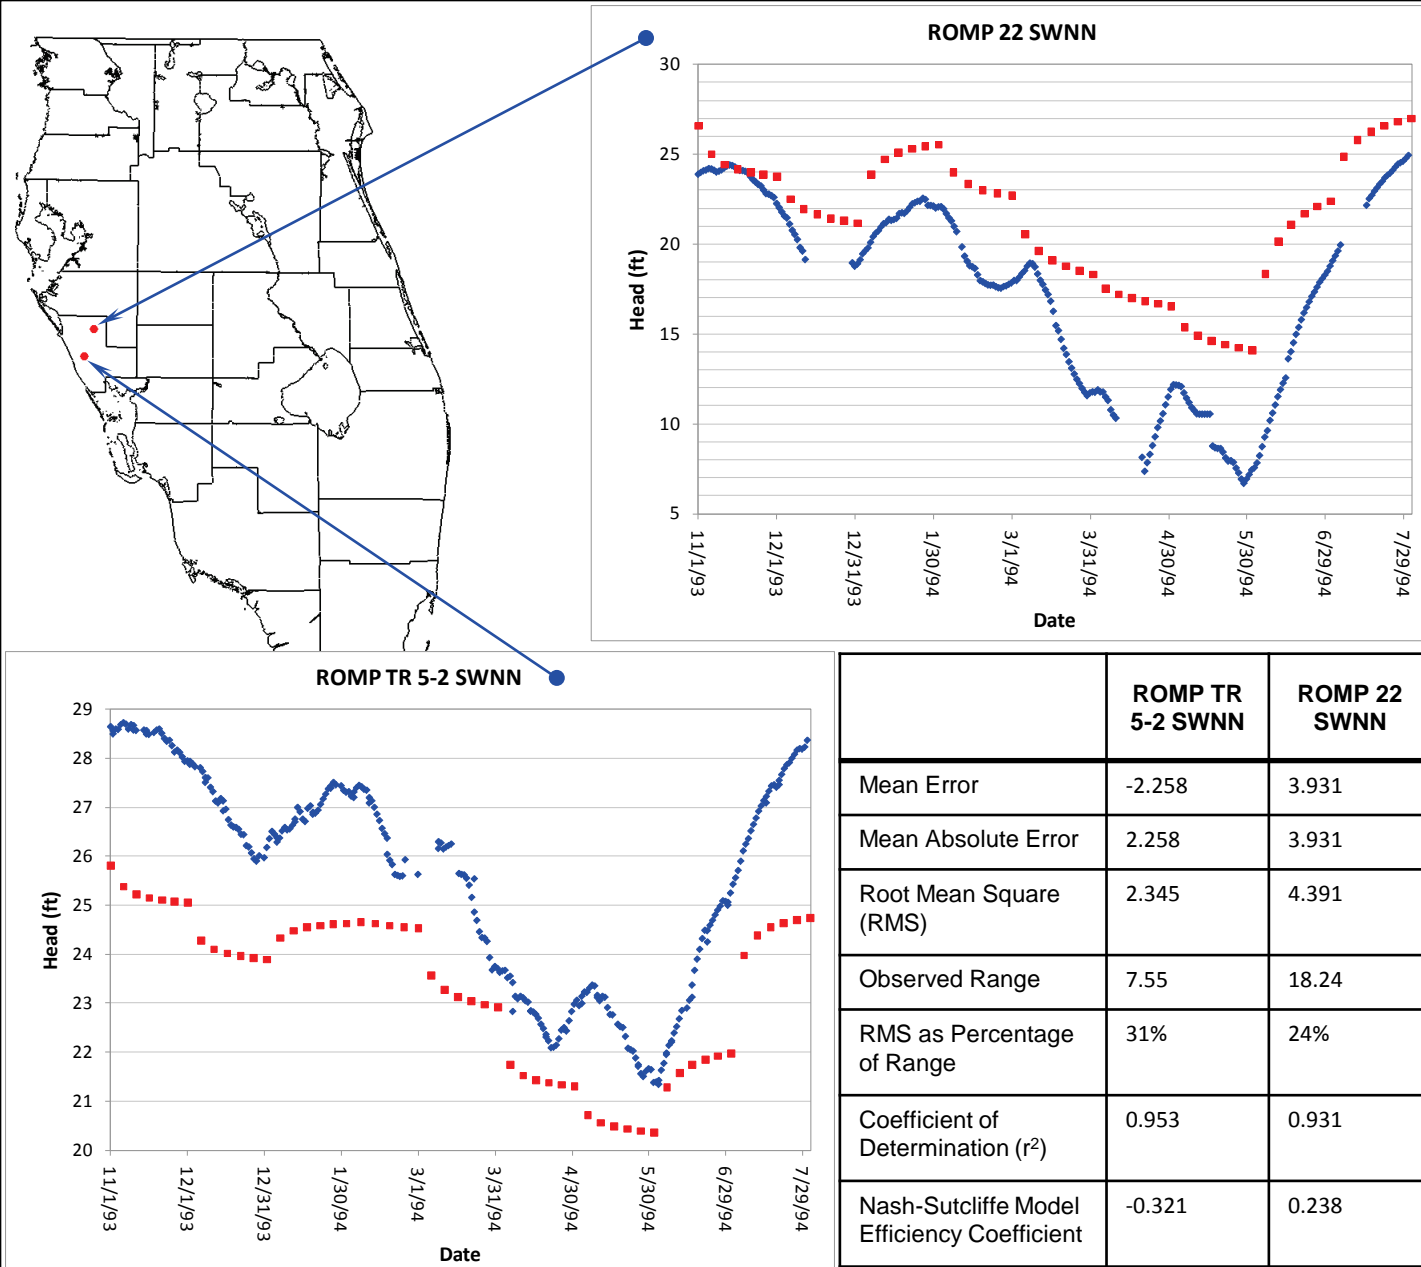 ROMP 22 SWNN
30
25
20
15
10
5
Head (ft)
11/1/93
12/1/93
12/31/93
1/30/94
3/1/94
3/31/94
4/30/94
5/30/94
6/29/94
7/29/94
Date
ROMP TR 5-2 SWNN
29
28
27
26
25
24
23
22
21
20
Head (ft)
11/1/93
12/1/93
12/31/93
1/30/94
3/1/94
3/31/94
4/30/94
5/30/94
6/29/94
7/29/94
Date
ROMP TR ROMP 22
5-2 SWNN SWNN
Mean Error -2.258 3.931
Mean Absolute Error 2.258 3.931
Root Mean Square 2.345 4.391
(RMS)
Observed Range 7.55 18.24
RMS as Percentage 31% 24%
of Range
Coefficient of 0.953 0.931
Determination (r²)
Nash-Sutcliffe Model -0.321 0.238
Efficiency Coefficient